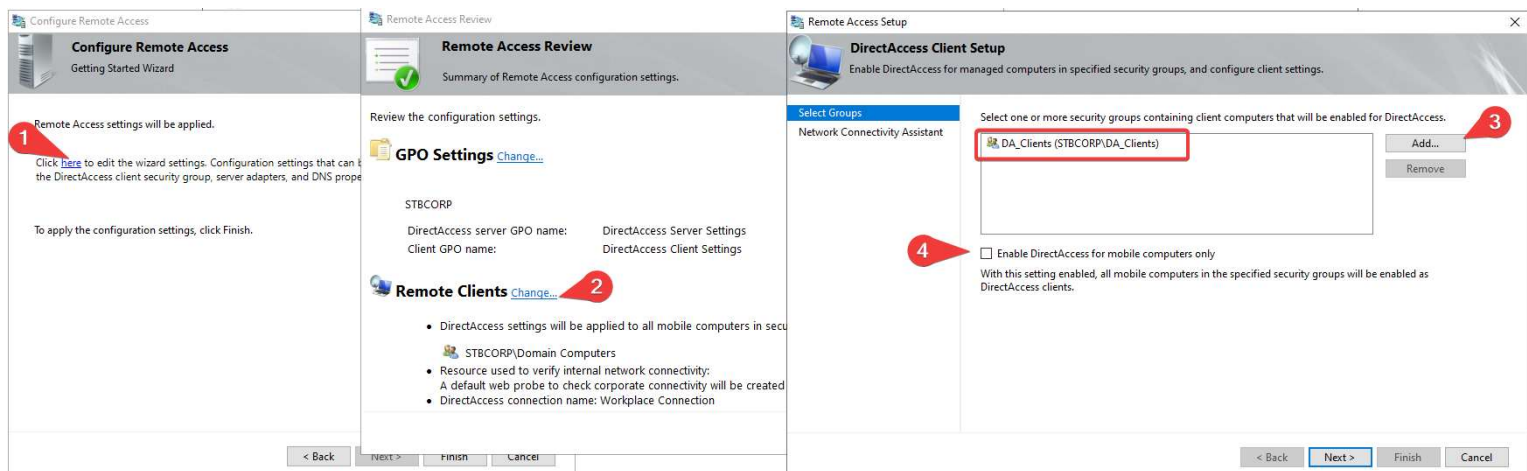 Configure Remote Access
Configure Remote Access
Getting Started Wizard
Remote Access settings will be applied.
1
Click here to edit the wizard settings. Configuration settings that can
the DirectAccess client security group, server adapters, and DNS
To apply the configuration settings, click Finish.
< Back
Next >
Finish
Cancel
Remote Access Review
Remote Access Review
Summary of Remote Access configuration settings.
Review the configuration settings.
GPO Settings Change...
STBCORP
DirectAccess server GPO name: DirectAccess Server Settings
Client GPO name: DirectAccess Client Settings
Remote Clients Change...
2
• DirectAccess settings will be applied to all mobile computers in
STBCORP\Domain Computers
• Resource used to verify internal network connectivity:
A default web probe to check corporate connectivity will be created
• DirectAccess connection name: Workplace Connection
Remote Access Setup
DirectAccess Client Setup
Enable DirectAccess for managed computers in specified security groups, and configure client settings.
Select Groups
Network Connectivity Assistant
Select one or more security groups containing client computers that will be enabled for DirectAccess.
3
DA_Clients (STBCORP\DA_Clients)
Add...
Remove
4
Enable DirectAccess for mobile computers only
With this setting enabled, all mobile computers in the specified security groups will be enabled as
DirectAccess clients.
< Back
Next >
Finish
Cancel